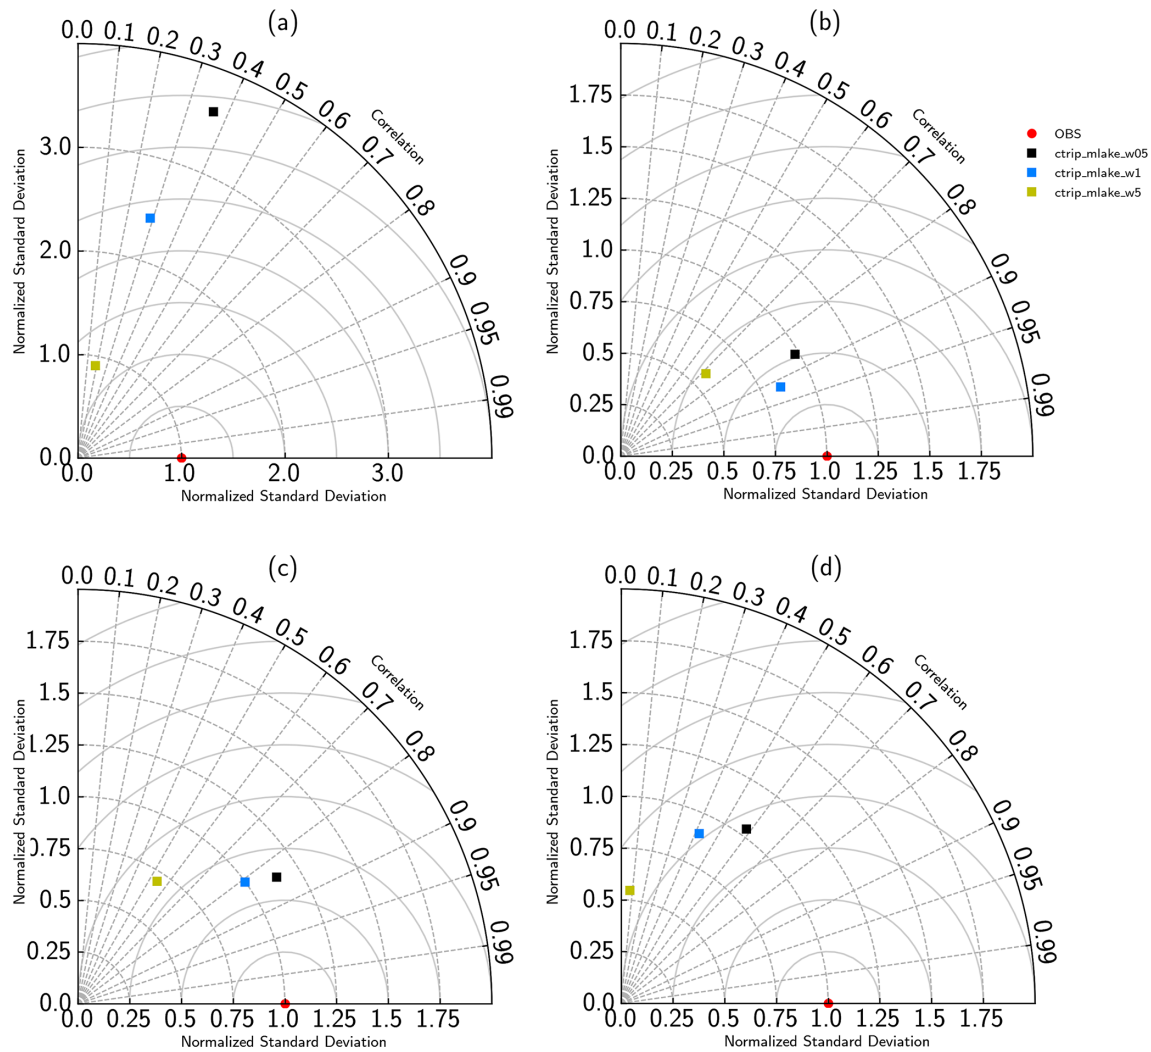 (a)
0.0 0.1 0.2 0.3 0.4 0.5 0.6 0.7 0.8 0.9 0.95 0.99
Correlation
Normalized Standard Deviation
3.0
2.0
1.0
0.0
0.0 1.0 2.0 3.0
Normalized Standard Deviation
(b)
0.0 0.1 0.2 0.3 0.4 0.5 0.6 0.7 0.8 0.9 0.95 0.99
Correlation
Normalized Standard Deviation
1.75
1.5
1.25
1.0
0.75
0.5
0.25
0.0
0.0 0.25 0.5 0.75 1.0 1.25 1.5 1.75
Normalized Standard Deviation
OBS
ctrip_mlake_w05
ctrip_mlake_w1
ctrip_mlake_w5
(c)
0.0 0.1 0.2 0.3 0.4 0.5 0.6 0.7 0.8 0.9 0.95 0.99
Correlation
Normalized Standard Deviation
1.75
1.5
1.25
1.0
0.75
0.5
0.25
0.0
0.0 0.25 0.5 0.75 1.0 1.25 1.5 1.75
Normalized Standard Deviation
(d)
0.0 0.1 0.2 0.3 0.4 0.5 0.6 0.7 0.8 0.9 0.95 0.99
Correlation
Normalized Standard Deviation
1.75
1.5
1.25
1.0
0.75
0.5
0.25
0.0
0.0 0.25 0.5 0.75 1.0 1.25 1.5 1.75
Normalized Standard Deviation